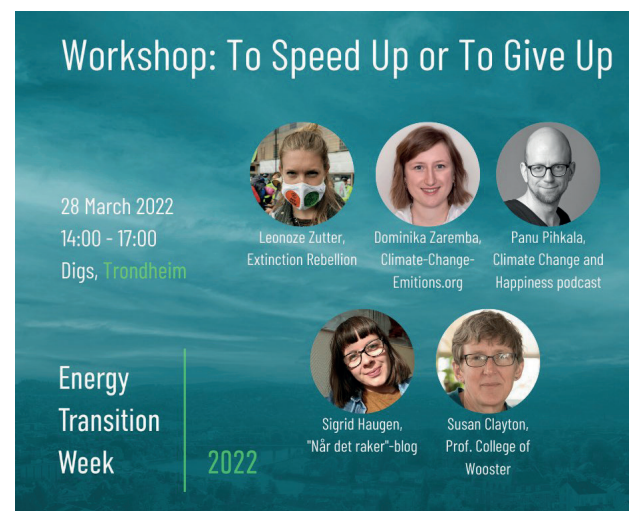 Workshop: To Speed Up or To Give Up
28 March 2022
14:00 - 17:00
Digs, Trondheim
Leonoze Zutter,
Extinction Rebellion
Dominika Zaremba,
Climate-Change-
Emitions.org
Panu Pihkala,
Climate Change and
Happiness podcast
Sigrid Haugen,
"Når det raker"-blog
Susan Clayton,
Prof. College of
Wooster
Energy
Transition
Week
2022